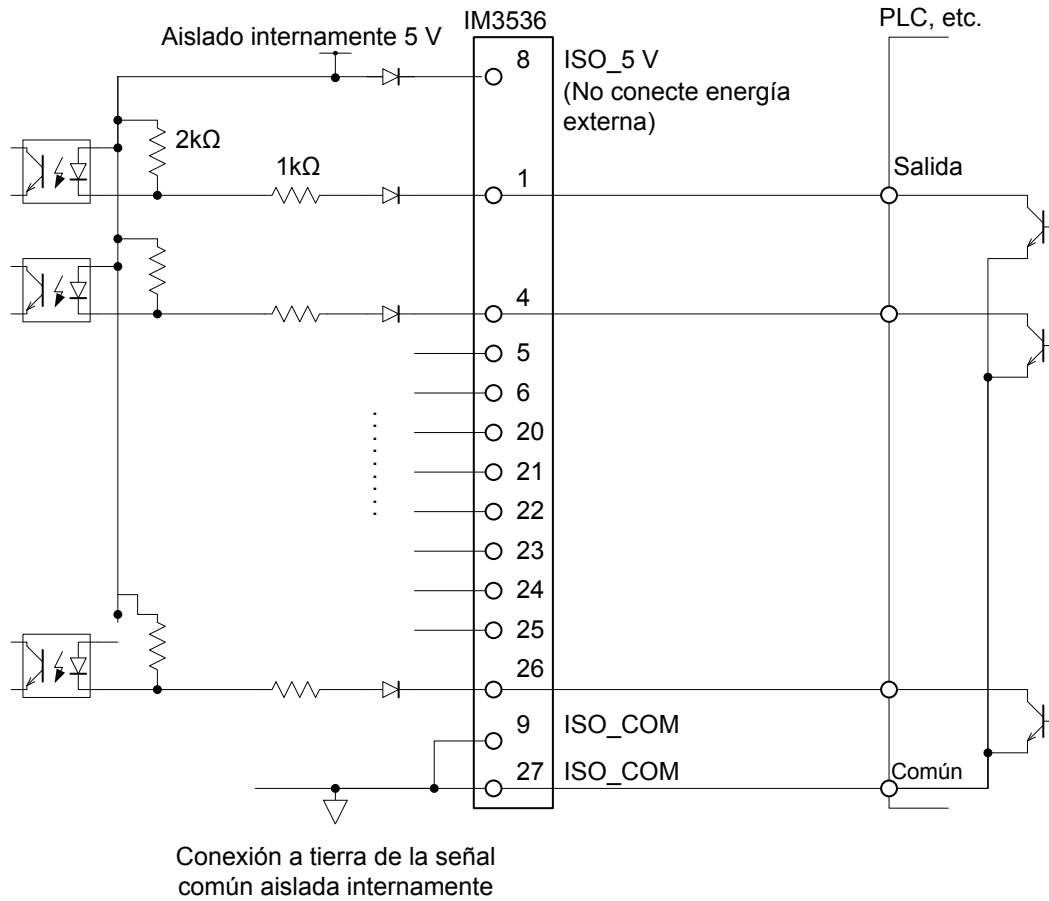 IM3536
PLC, etc.
Aislado internamente 5 V
8
ISO_5 V
(No conecte energía
externa)
2kΩ
1kΩ
1
Salida
4
5
6
20
21
22
23
24
25
26
9
ISO_COM
27
ISO_COM
Común
Conexión a tierra de la señal
común aislada internamente